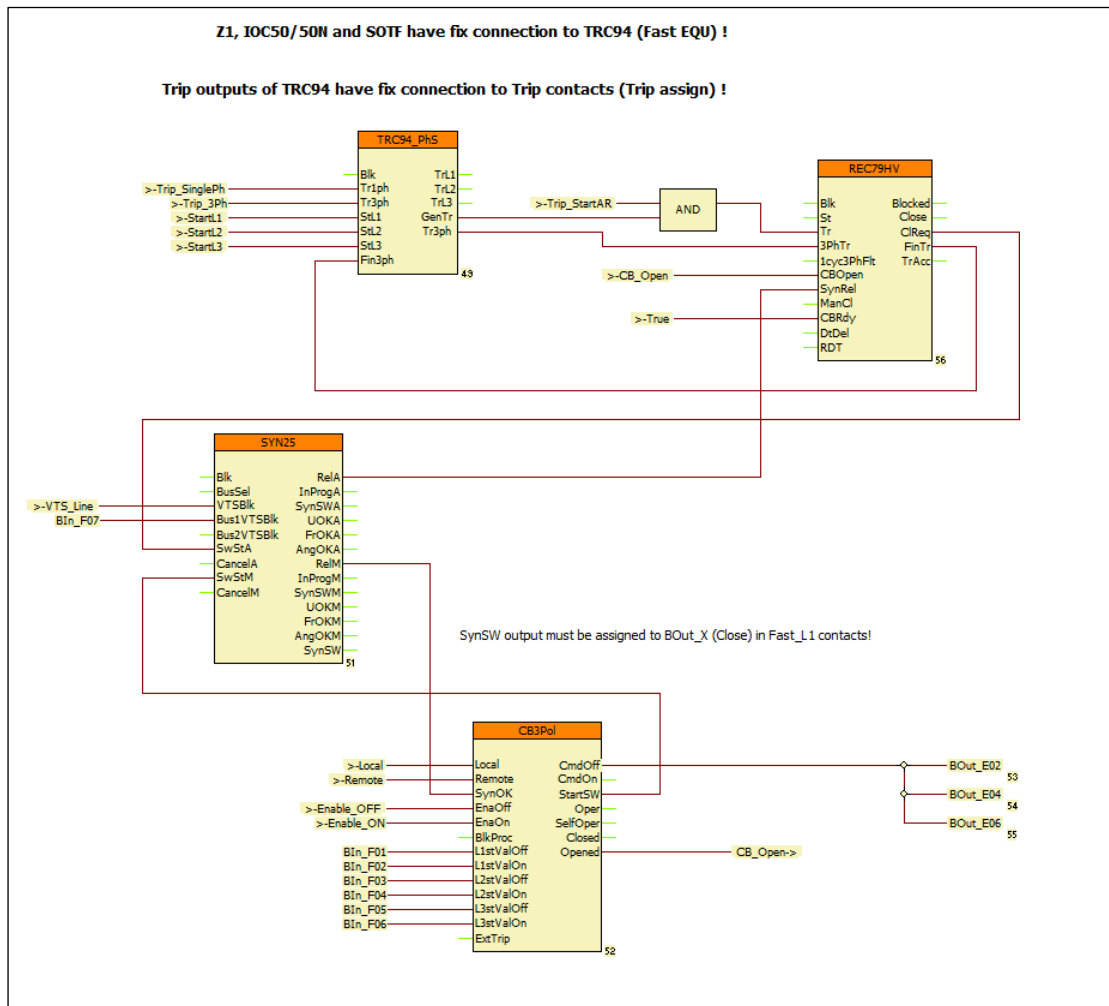 Z1, IOC50/50N and SOTF have fix connection to TRC94 (Fast EQU) !
Trip outputs of TRC94 have fix connection to Trip contacts (Trip assign) !
TRC94_PhS
Blk
Tr1ph
Tr3ph
StL1
StL2
StL3
Fin3ph
TrL1
TrL2
TrL3
GenTr
Tr3ph
49
>-Trip_SinglePh
>-Trip_3Ph
>-StartL1
>-StartL2
>-StartL3
>-Trip_StartAR
AND
REC79HV
Blk
St
Tr
3PhTr
1cyc3PhFlt
CBOpen
SynRel
ManCl
CBRdy
DtDel
RDT
Blocked
Close
ClReq
FinTr
TrAcc
56
>-CB_Open
>-True
SYN25
Blk
BusSel
VTSBlk
Bus1VTSBlk
Bus2VTSBlk
SwStA
CancelA
SwStM
CancelM
RelA
InProgA
SynSWA
UOKA
FrOKA
AngOKA
RelM
InProgM
SynSWM
UOKM
FrOKM
AngOKM
SynSW
51
>-VTS_Line
BIn_F07
SynSW output must be assigned to BOut_X (Close) in Fast_L1 contacts!
CB3Pol
Local
Remote
SynOK
EnaOff
EnaOn
BlkProc
L1stValOff
L1stValOn
L2stValOff
L2stValOn
L3stValOff
L3stValOn
ExtTrip
CmdOff
CmdOn
StartSW
Oper
SelfOper
Closed
Opened
52
>-Local
>-Remote
>-Enable_OFF
>-Enable_ON
BIn_F01
BIn_F02
BIn_F03
BIn_F04
BIn_F05
BIn_F06
BOut_E02
53
BOut_E04
54
BOut_E06
55
CB_Open->